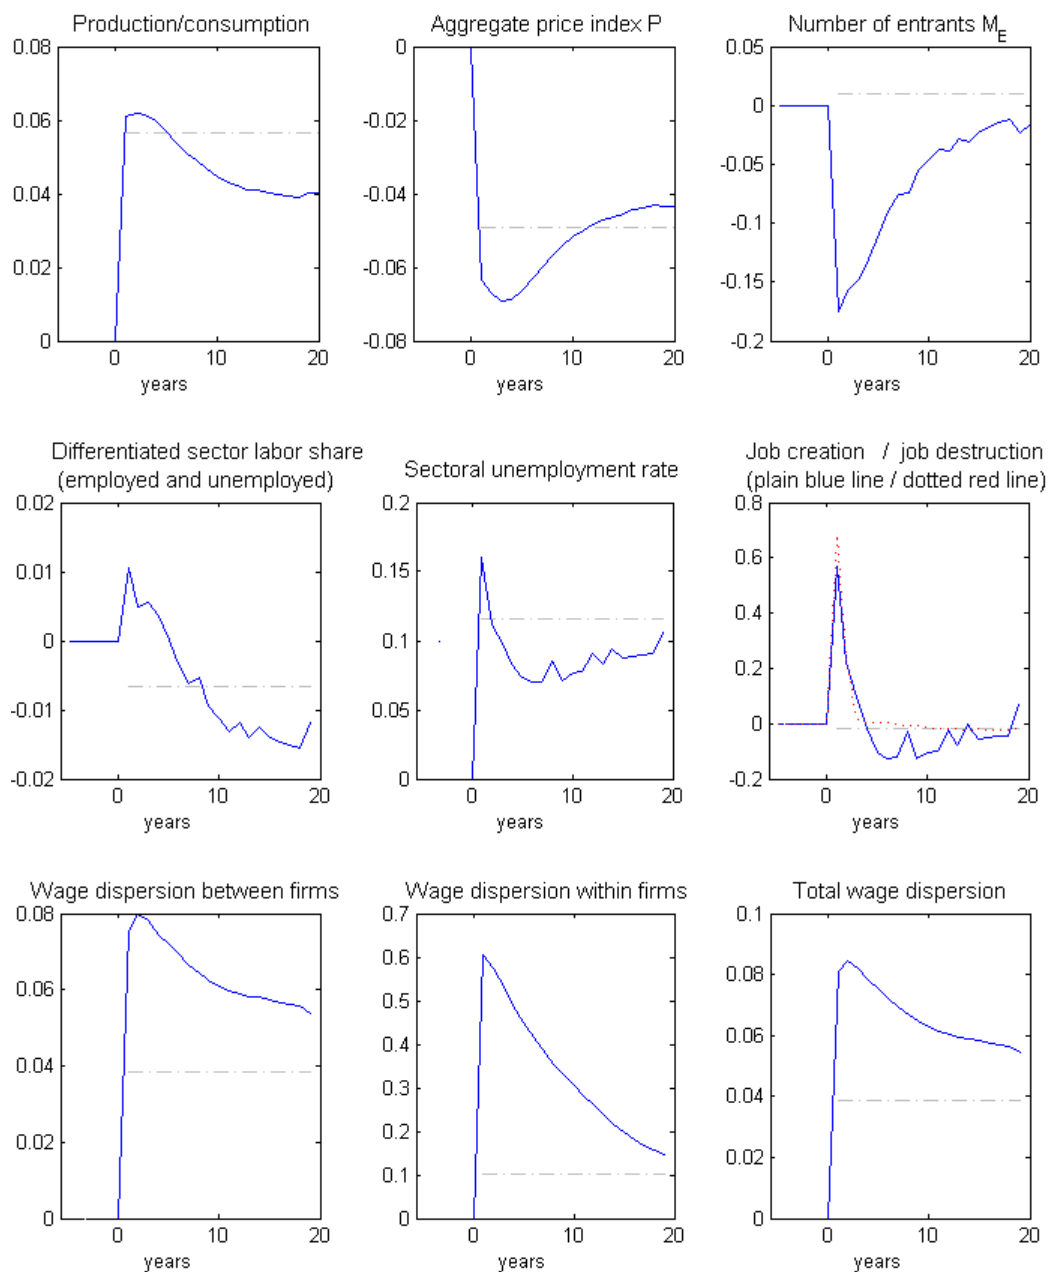 Production/consumption
0.08
0.06
0.04
0.02
0
0 10 20
years
Aggregate price index P
0
-0.02
-0.04
-0.06
-0.08
0 10 20
years
Number of entrants M_E
0.05
0
-0.05
-0.1
-0.15
-0.2
0 10 20
years
Differentiated sector labor share
(employed and unemployed)
0.02
0.01
0
-0.01
-0.02
0 10 20
years
Sectoral unemployment rate
0.2
0.15
0.1
0.05
0
0 10 20
years
Job creation / job destruction
(plain blue line / dotted red line)
0.8
0.6
0.4
0.2
0
-0.2
0 10 20
years
Wage dispersion between firms
0.08
0.06
0.04
0.02
0
0 10 20
years
Wage dispersion within firms
0.7
0.6
0.5
0.4
0.3
0.2
0.1
0
0 10 20
years
Total wage dispersion
0.1
0.08
0.06
0.04
0.02
0
0 10 20
years